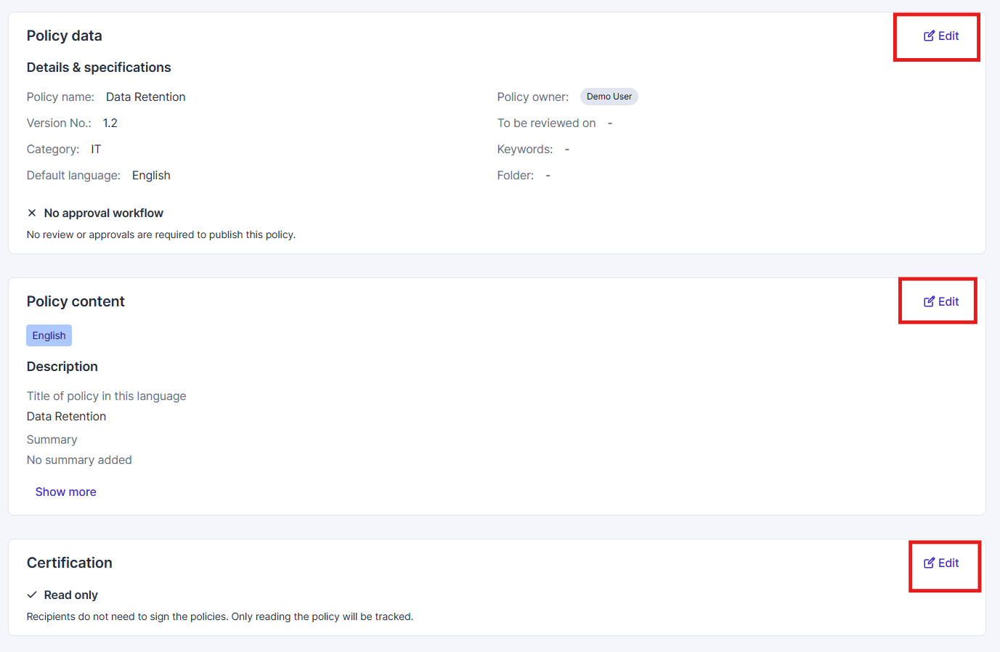 Policy data
Edit
Details & specifications
Policy name: Data Retention
Policy owner: Demo User
Version No.: 1.2
To be reviewed on -
Category: IT
Keywords: -
Default language: English
Folder: -
No approval workflow
No review or approvals are required to publish this policy.
Policy content
Edit
English
Description
Title of policy in this language
Data Retention
Summary
No summary added
Show more
Certification
Edit
Read only
Recipients do not need to sign the policies. Only reading the policy will be tracked.